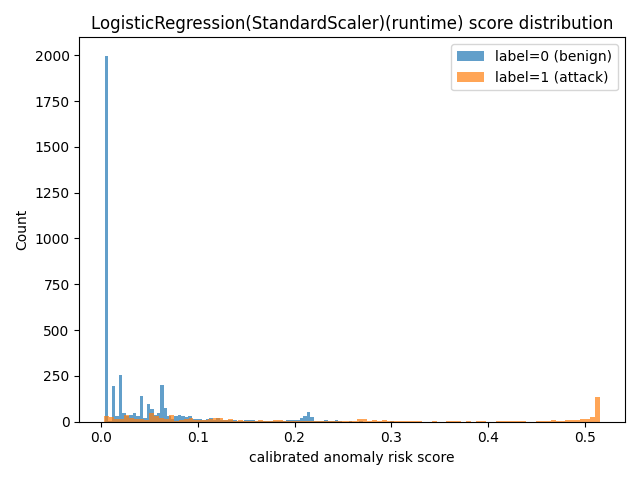 LogisticRegression(StandardScaler)(runtime) score distribution
label=0 (benign)
label=1 (attack)
2000
1750
1500
1250
1000
750
500
250
0
Count
0.0 0.1 0.2 0.3 0.4 0.5
calibrated anomaly risk score